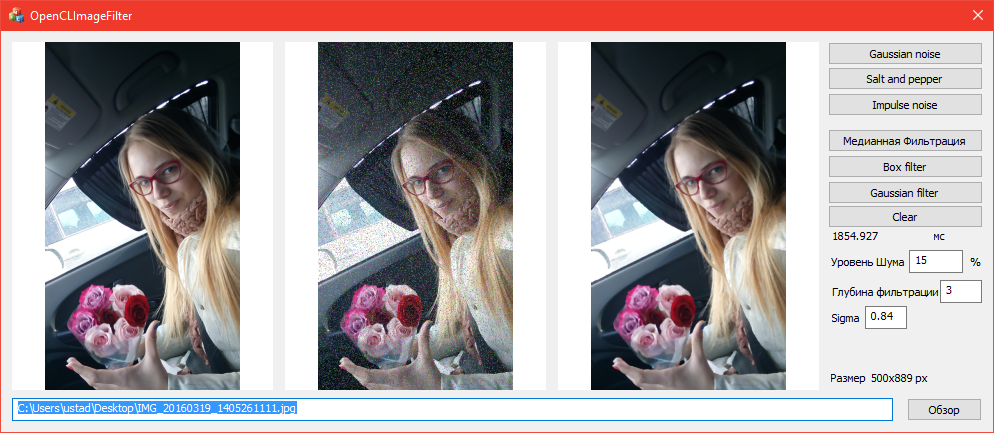 OpenCLImageFilter
Gaussian noise
Salt and pepper
Impulse noise
Медианная Фильтрация
Box filter
Gaussian filter
Clear
1854.927 мс
Уровень Шума 15 %
Глубина фильтрации 3
Sigma 0.84
Размер 500x889 px
C:\Users\ustad\Desktop\IMG_20160319_1405261111.jpg
Обзор